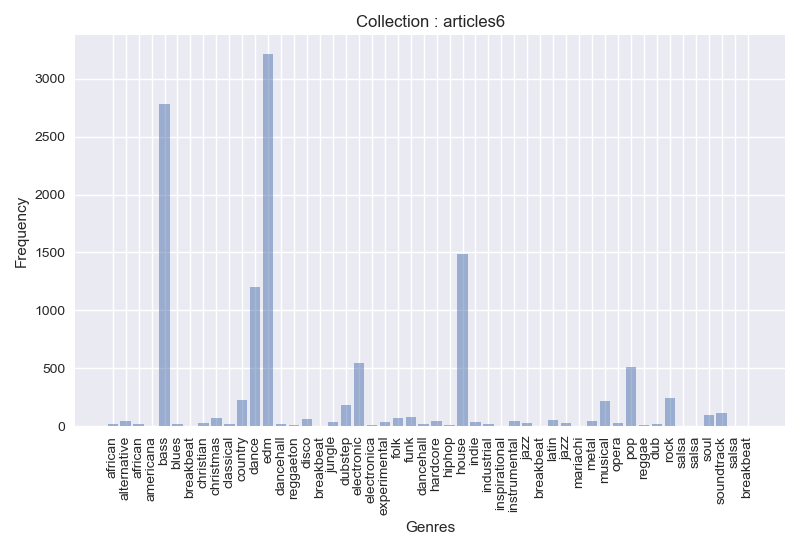 Collection : articles6
Frequency
3000
2500
2000
1500
1000
500
0
african
alternative
african
americana
bass
blues
breakbeat
christian
christmas
classical
country
dance
edm
dancehall
reggaeton
disco
breakbeat
jungle
dubstep
electronic
electronica
experimental
folk
funk
dancehall
hardcore
hiphop
house
indie
industrial
inspirational
instrumental
jazz
breakbeat
latin
jazz
mariachi
metal
musical
opera
pop
reggae
dub
rock
salsa
salsa
soul
soundtrack
salsa
breakbeat
Genres